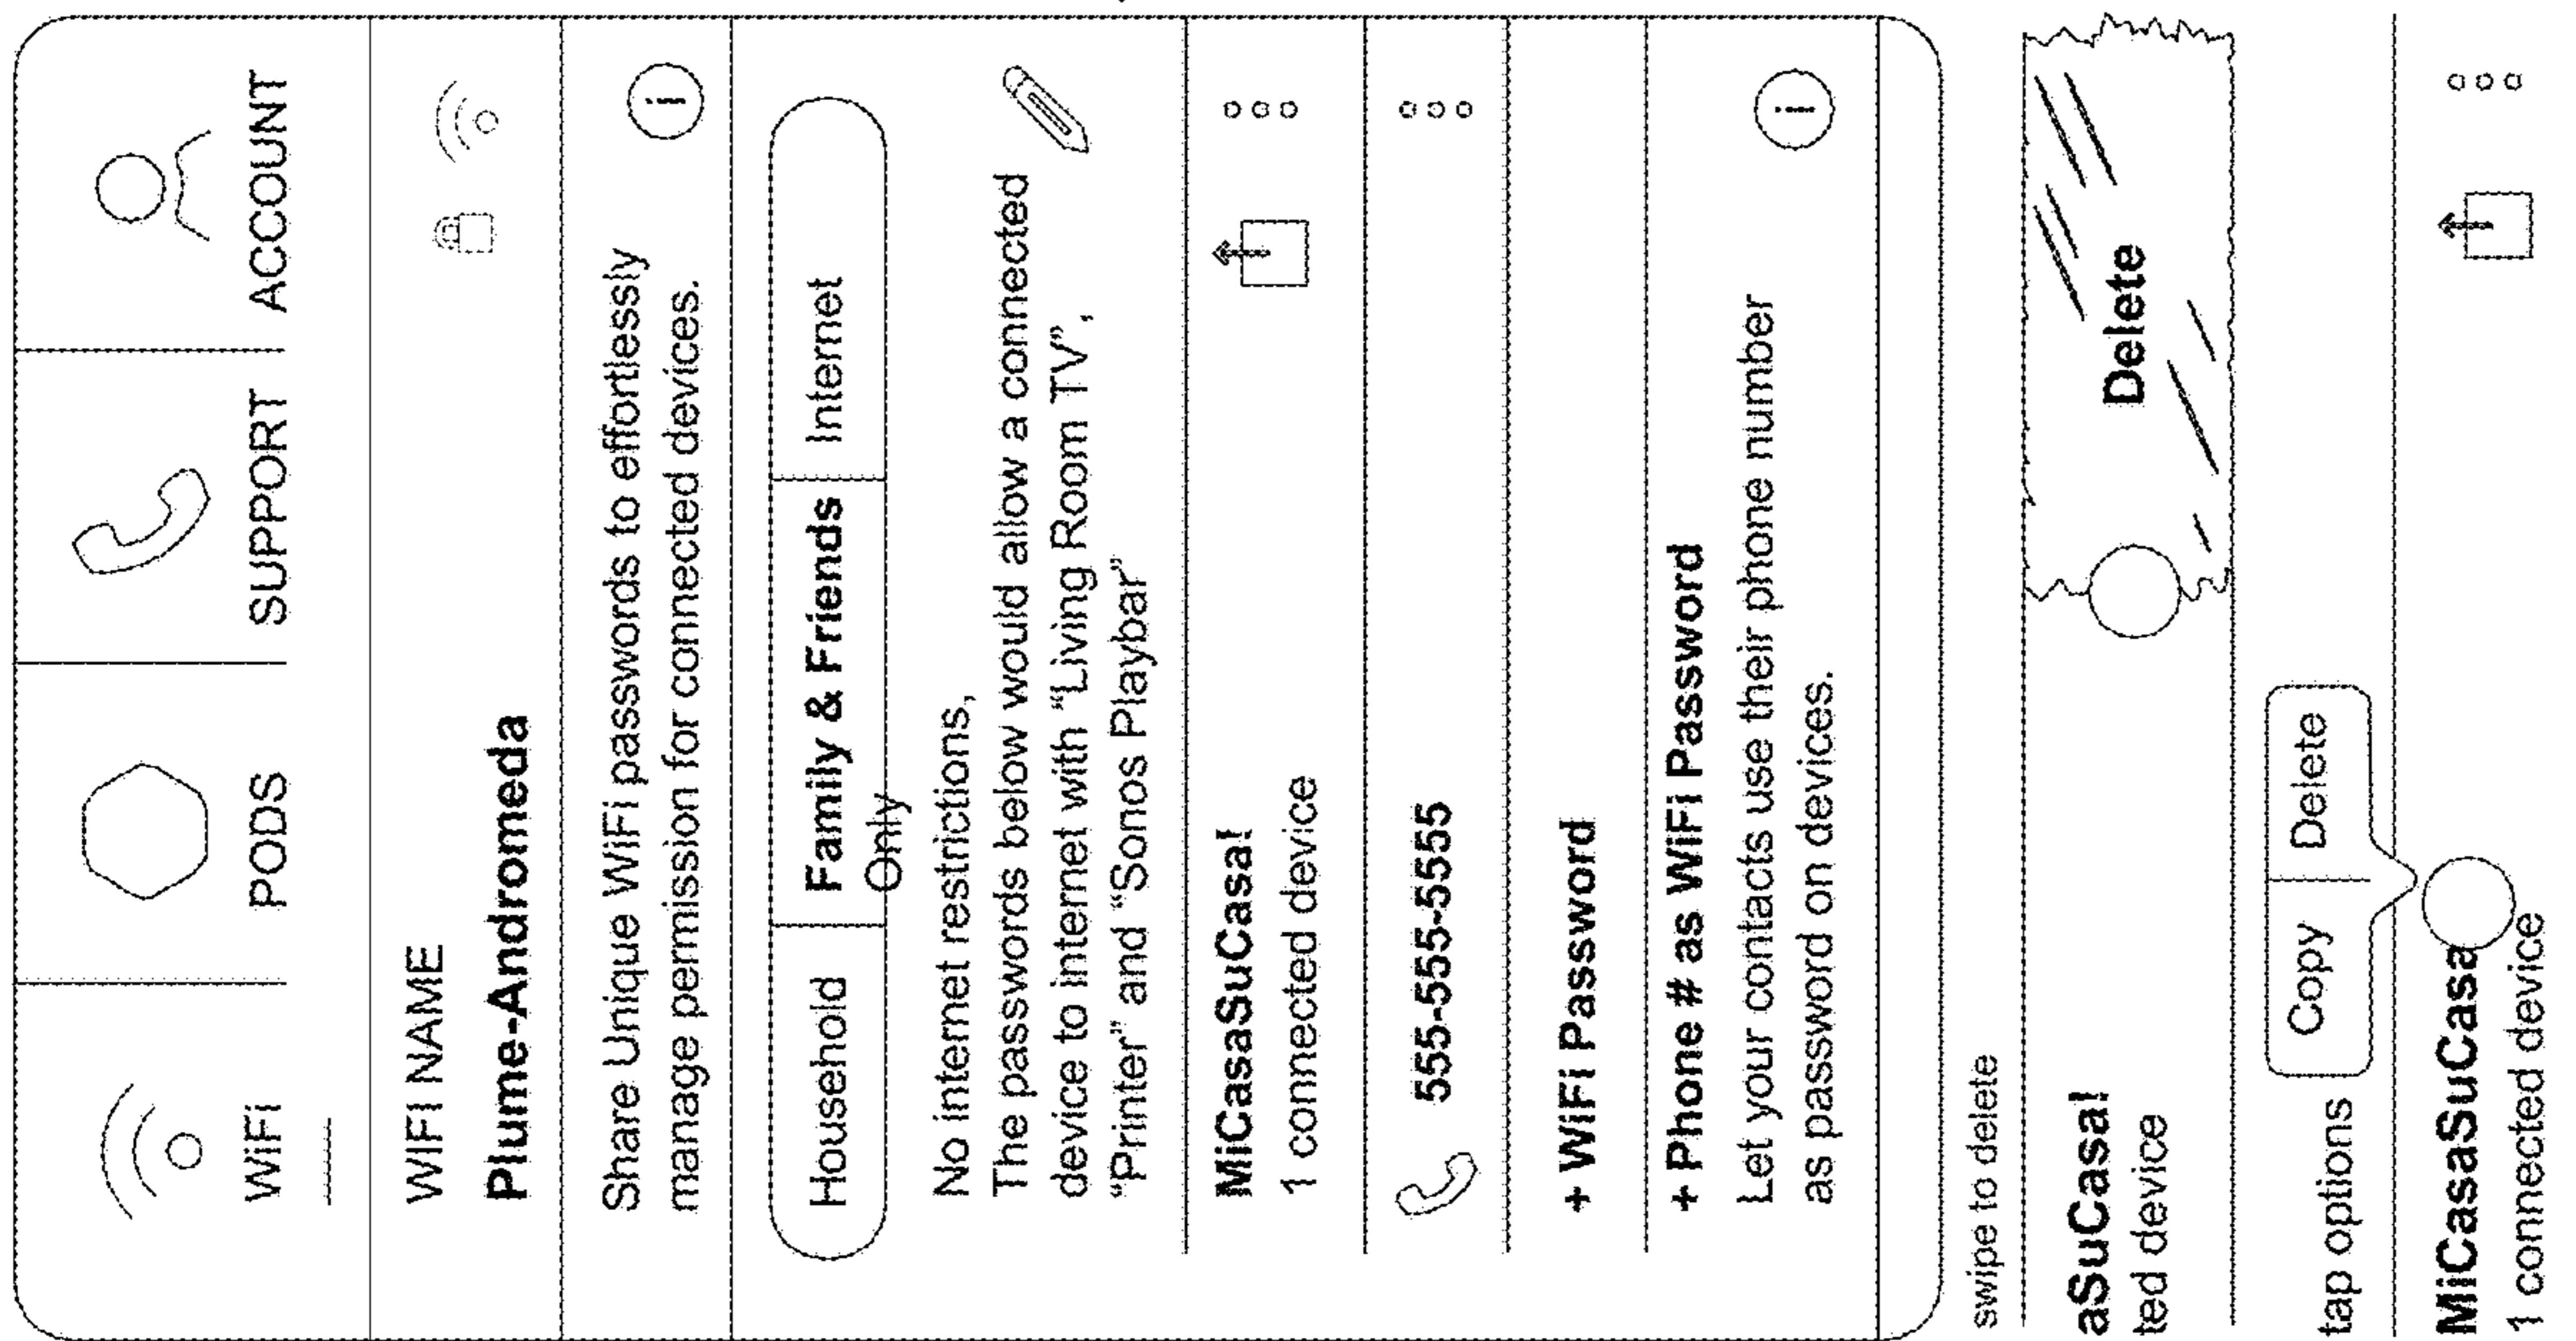 WiFi PODS SUPPORT ACCOUNT
WIFI NAME
Plume-Andromeda
Share Unique WiFi passwords to effortlessly
manage permission for connected devices.
Household Family & Friends Internet
Only
No internet restrictions,
The passwords below would allow a connected
device to internet with “Living Room TV”,
“Printer” and “Sonos Playbar”
MiCasaSuCasa!
1 connected device
555-555-5555
+ WiFi Password
+ Phone # as WiFi Password
Let your contacts use their phone number
as password on devices.
swipe to delete
aSuCasa!
ted device
Delete
tap options
Copy Delete
MiCasaSuCasa
1 connected device